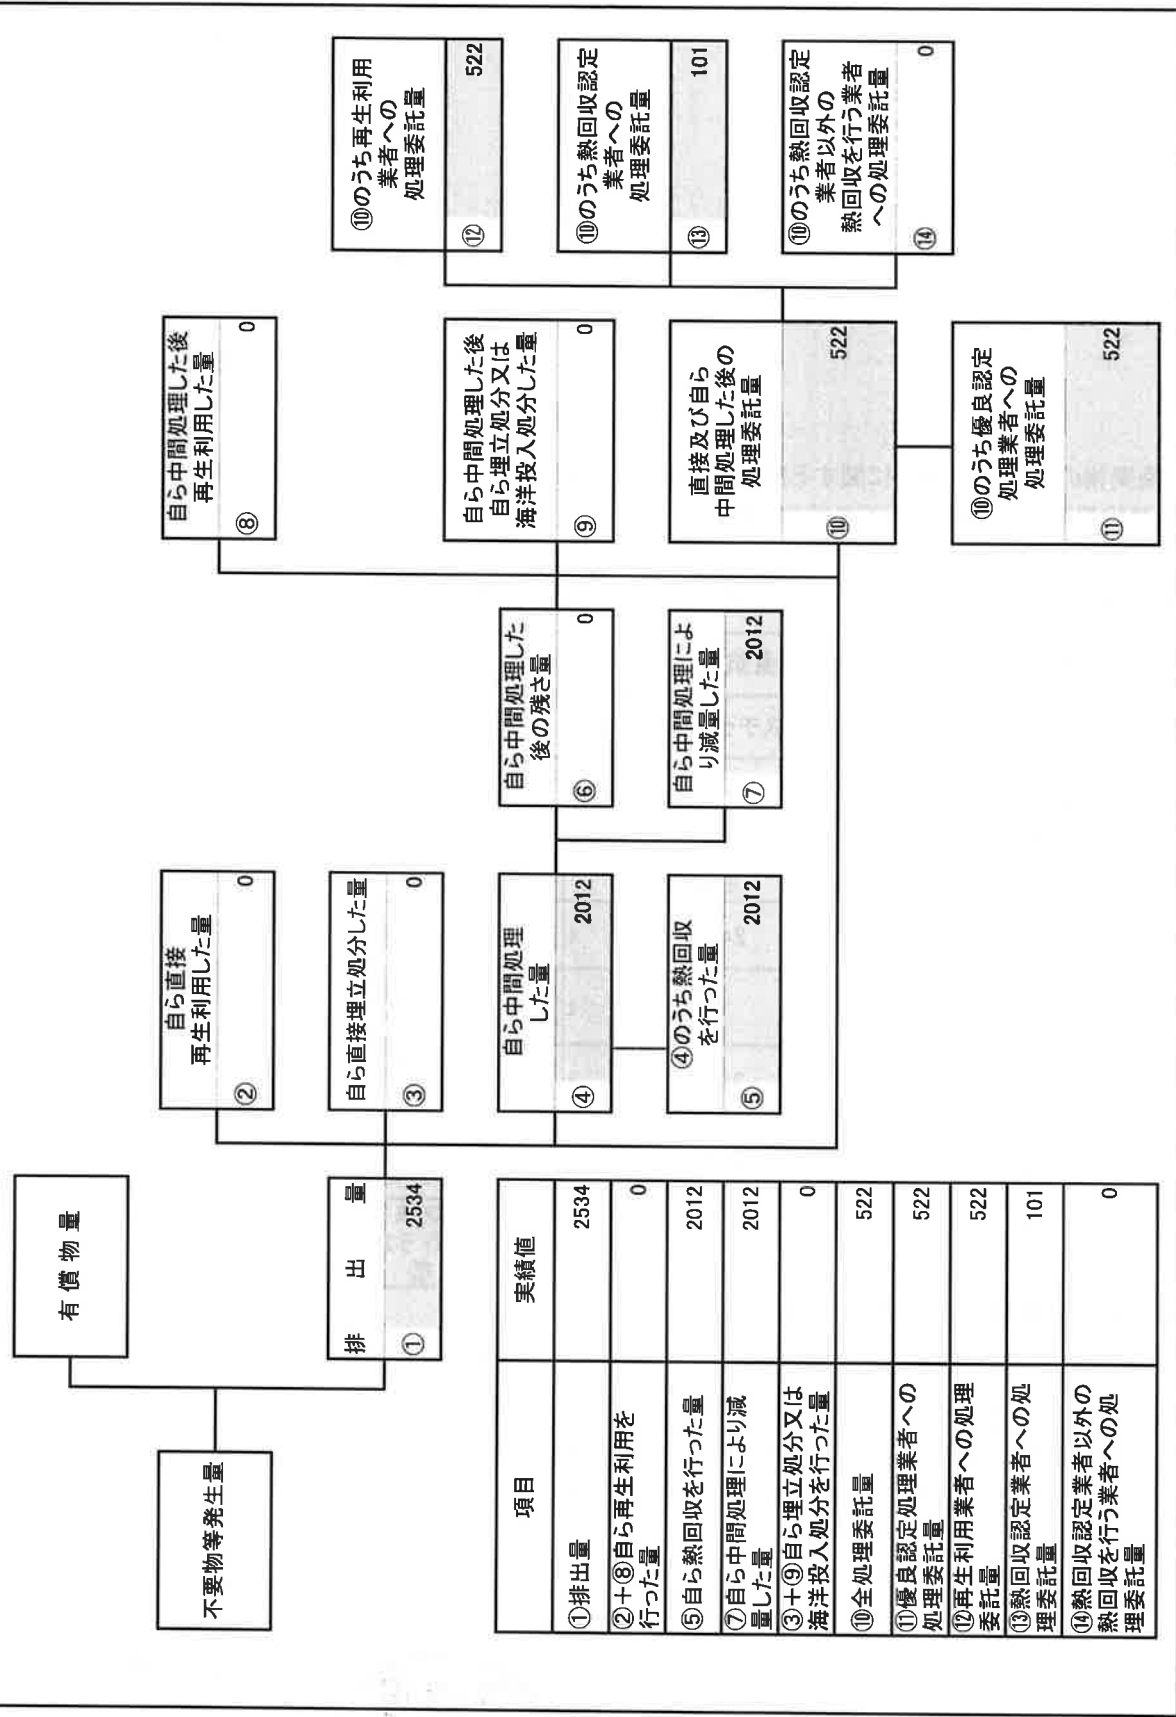 不要物等発生量
有 償 物 量
排 出 量
① 2534
自ら直接
再生利用した量
② 0
自ら直接埋立処分した量
③ 0
自ら中間処理
した量
④ 2012
④のうち熱回収
を行った量
⑤ 2012
自ら中間処理した
後の残さ量
⑥ 0
自ら中間処理によ
り減量した量
⑦ 2012
自ら中間処理した後
再生利用した量
⑧ 0
自ら中間処理した後
自ら埋立処分又は
海洋投入処分した量
⑨ 0
直接及び自ら
中間処理した後の
処理委託量
⑩ 522
⑩のうち優良認定
処理業者への
処理委託量
⑪ 522
⑩のうち再生利用
業者への
処理委託量
⑫ 522
⑩のうち熱回収認定
業者への
処理委託量
⑬ 101
⑩のうち熱回収認定
業者以外の
熱回収を行う業者
への処理委託量
⑭ 0
項目 実績値
①排出量 2534
②+⑧自ら再生利用を
行った量 0
⑤自ら熱回収を行った量 2012
⑦自ら中間処理により減
量した量 2012
③+⑨自ら埋立処分又は
海洋投入処分を行った量 0
⑩全処理委託量 522
⑪優良認定処理業者への
処理委託量 522
⑫再生利用業者への処理
委託量 522
⑬熱回収認定業者への処
理委託量 101
⑭熱回収認定業者以外の
熱回収を行う業者への処
理委託量 0